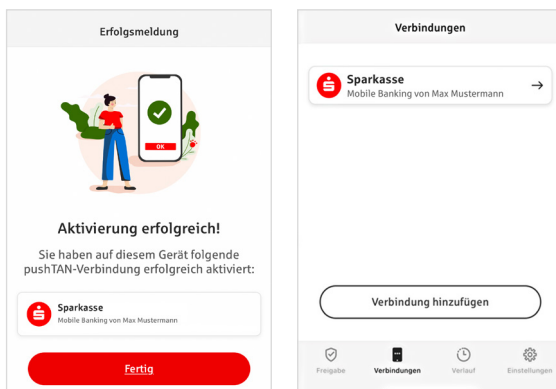 Erfolgsmeldung
OK
Aktivierung erfolgreich!
Sie haben auf diesem Gerät folgende
pushTAN-Verbindung erfolgreich aktiviert:
Sparkasse
Mobile Banking von Max Mustermann
Fertig
Verbindungen
Sparkasse
Mobile Banking von Max Mustermann
Verbindung hinzufügen
Freigabe
Verbindungen
Verlauf
Einstellungen